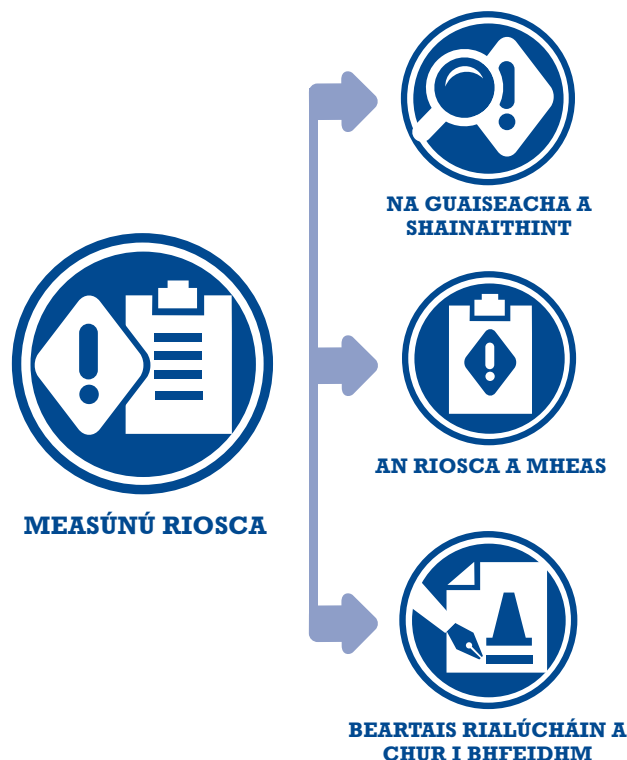 MEASÚNÚ RIOSCA
NA GUAISEACHA A
SHAINAITHINT
AN RIOSCA A MHEAS
BEARTAIS RIALÚCHÁIN A
CHUR I BHFEIDHM